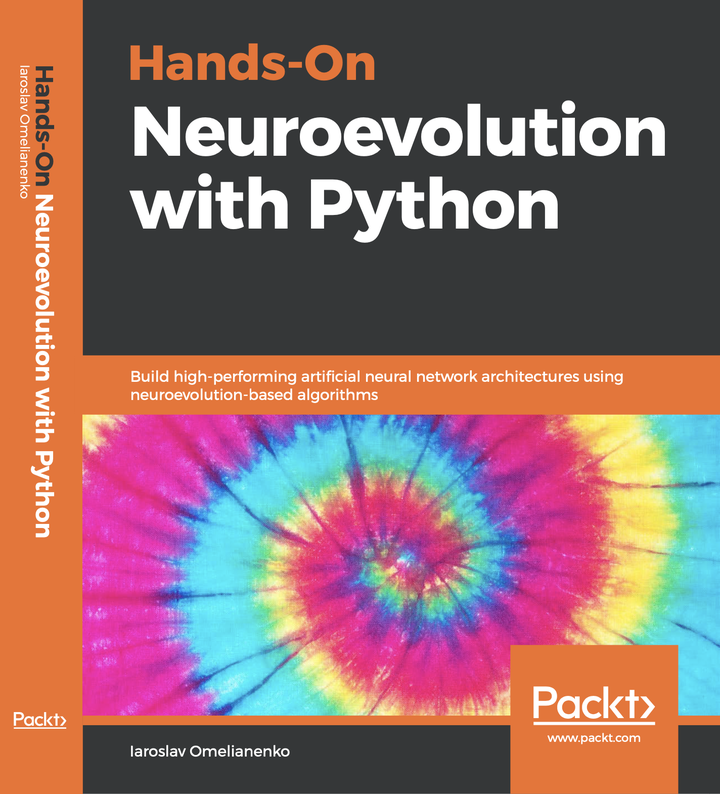 Hands-On Neuroevolution with Python
Iaroslav Omelianenko
Packt>
Hands-On
Neuroevolution
with Python
Build high-performing artificial neural network architectures using
neuroevolution-based algorithms
Packt>
www.packt.com
Iaroslav Omelianenko